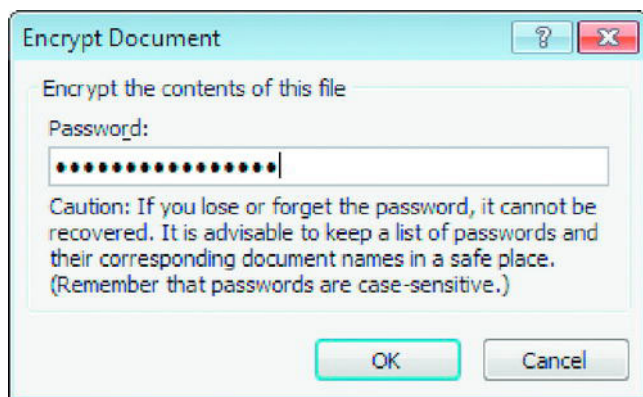 Encrypt Document
Encrypt the contents of this file
Password:
••••••••••••••••
Caution: If you lose or forget the password, it cannot be
recovered. It is advisable to keep a list of passwords and
their corresponding document names in a safe place.
(Remember that passwords are case-sensitive.)
OK Cancel